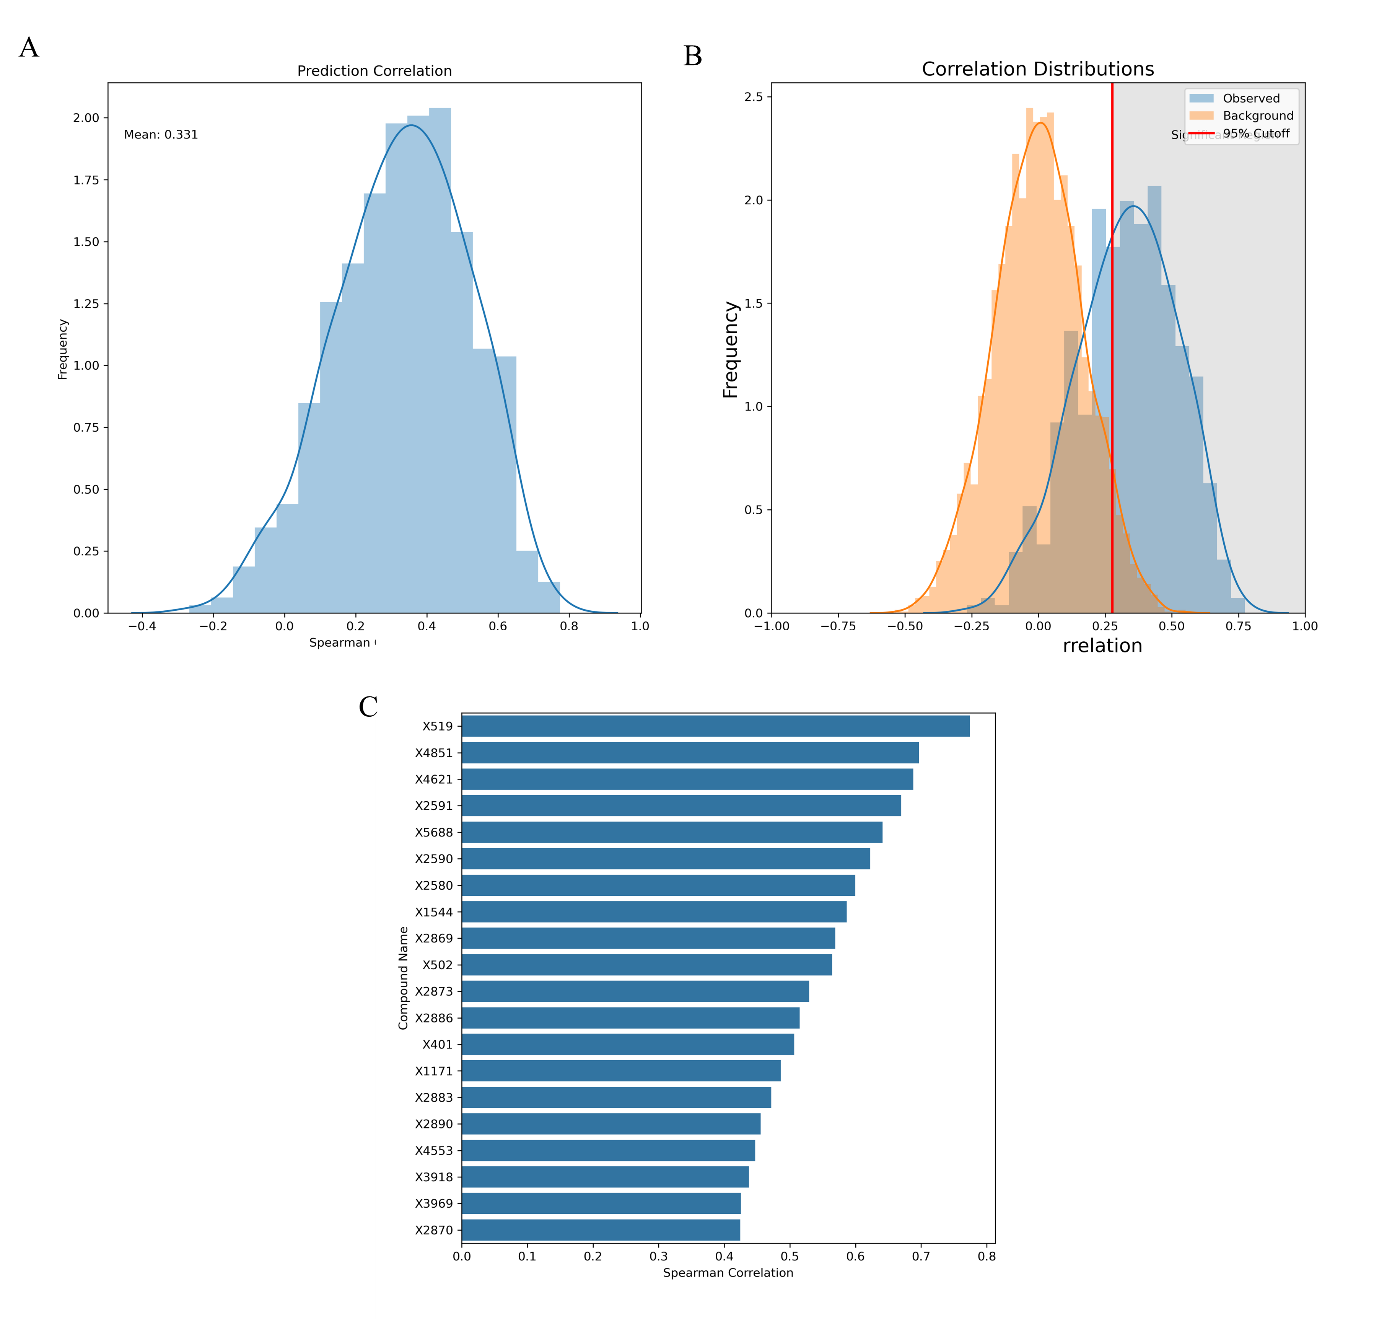 A
Prediction Correlation
Mean: 0.331
Frequency
2.00
1.75
1.50
1.25
1.00
0.75
0.50
0.25
0.00
−0.4 −0.2 0.0 0.2 0.4 0.6 0.8 1.0
Spearman
B
Correlation Distributions
Observed
Background
95% Cutoff
Frequency
2.5
2.0
1.5
1.0
0.5
0.0
−1.00 −0.75 −0.50 −0.25 0.00 0.25 0.50 0.75 1.00
rrelation
C
Compound Name
X519
X4851
X4621
X2591
X5688
X2590
X2580
X1544
X2869
X502
X2873
X2886
X401
X1171
X2883
X2890
X4553
X3918
X3969
X2870
0.0 0.1 0.2 0.3 0.4 0.5 0.6 0.7 0.8
Spearman Correlation